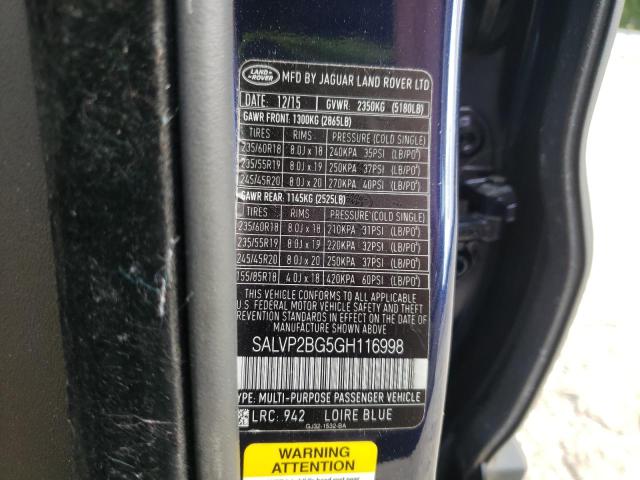 LAND ROVER MFD BY JAGUAR LAND ROVER LTD
DATE 12/15 GVWR. 2350KG (5180LB)
GAWR FRONT: 1300KG (2865LB)
TIRES RIMS PRESSURE (COLD SINGLE)
235/60R18 8.0J x 18 240KPA 35PSI (LB/PO²)
235/55R19 8.0J x 19 250KPA 37PSI (LB/PO²)
245/45R20 8.0J x 20 270KPA 40PSI (LB/PO²)
GAWR REAR: 1145KG (2525LB)
TIRES RIMS PRESSURE (COLD SINGLE)
235/60R18 8.0J x 18 210KPA 31PSI (LB/PO²)
235/55R19 8.0J x 19 220KPA 32PSI (LB/PO²)
245/45R20 8.0J x 20 250KPA 37PSI (LB/PO²)
155/85R18 4.0J x 18 420KPA 60PSI (LB/PO²)
THIS VEHICLE CONFORMS TO ALL APPLICABLE
U.S. FEDERAL MOTOR VEHICLE SAFETY, BUMPER, AND THEFT
PREVENTION STANDARDS IN EFFECT ON THE DATE OF
MANUFACTURE SHOWN ABOVE.
SALVP2BG5GH116998
TYPE: MULTI-PURPOSE PASSENGER VEHICLE
LRC: 942 LOIRE BLUE
GJ32-1532-BA
WARNING
ATTENTION